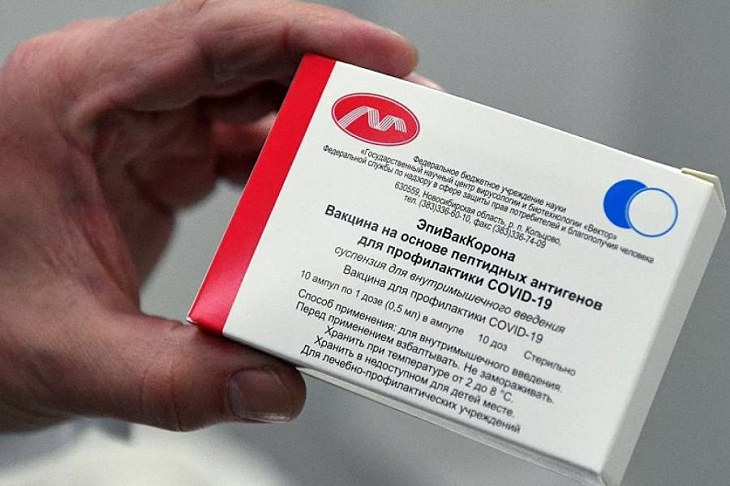 Федеральное бюджетное учреждение науки
«Государственный научный центр вирусологии и биотехнологии «Вектор»
Федеральной службы по надзору в сфере защиты прав потребителей и благополучия человека
630559, Новосибирская область, р. п. Кольцово,
тел. (383)336-60-10, факс (383)336-74-09
ЭпиВакКорона
Вакцина на основе пептидных антигенов
для профилактики COVID-19
суспензия для внутримышечного введения
Вакцина для профилактики COVID-19
10 ампул по 1 дозе (0,5 мл) в ампуле 10 доз Стерильно
Способ применения: для внутримышечного введения.
Перед применением взбалтывать. Не замораживать.
Хранить при температуре от 2 до 8 °С.
Хранить в недоступном для детей месте.
Для лечебно-профилактических учреждений